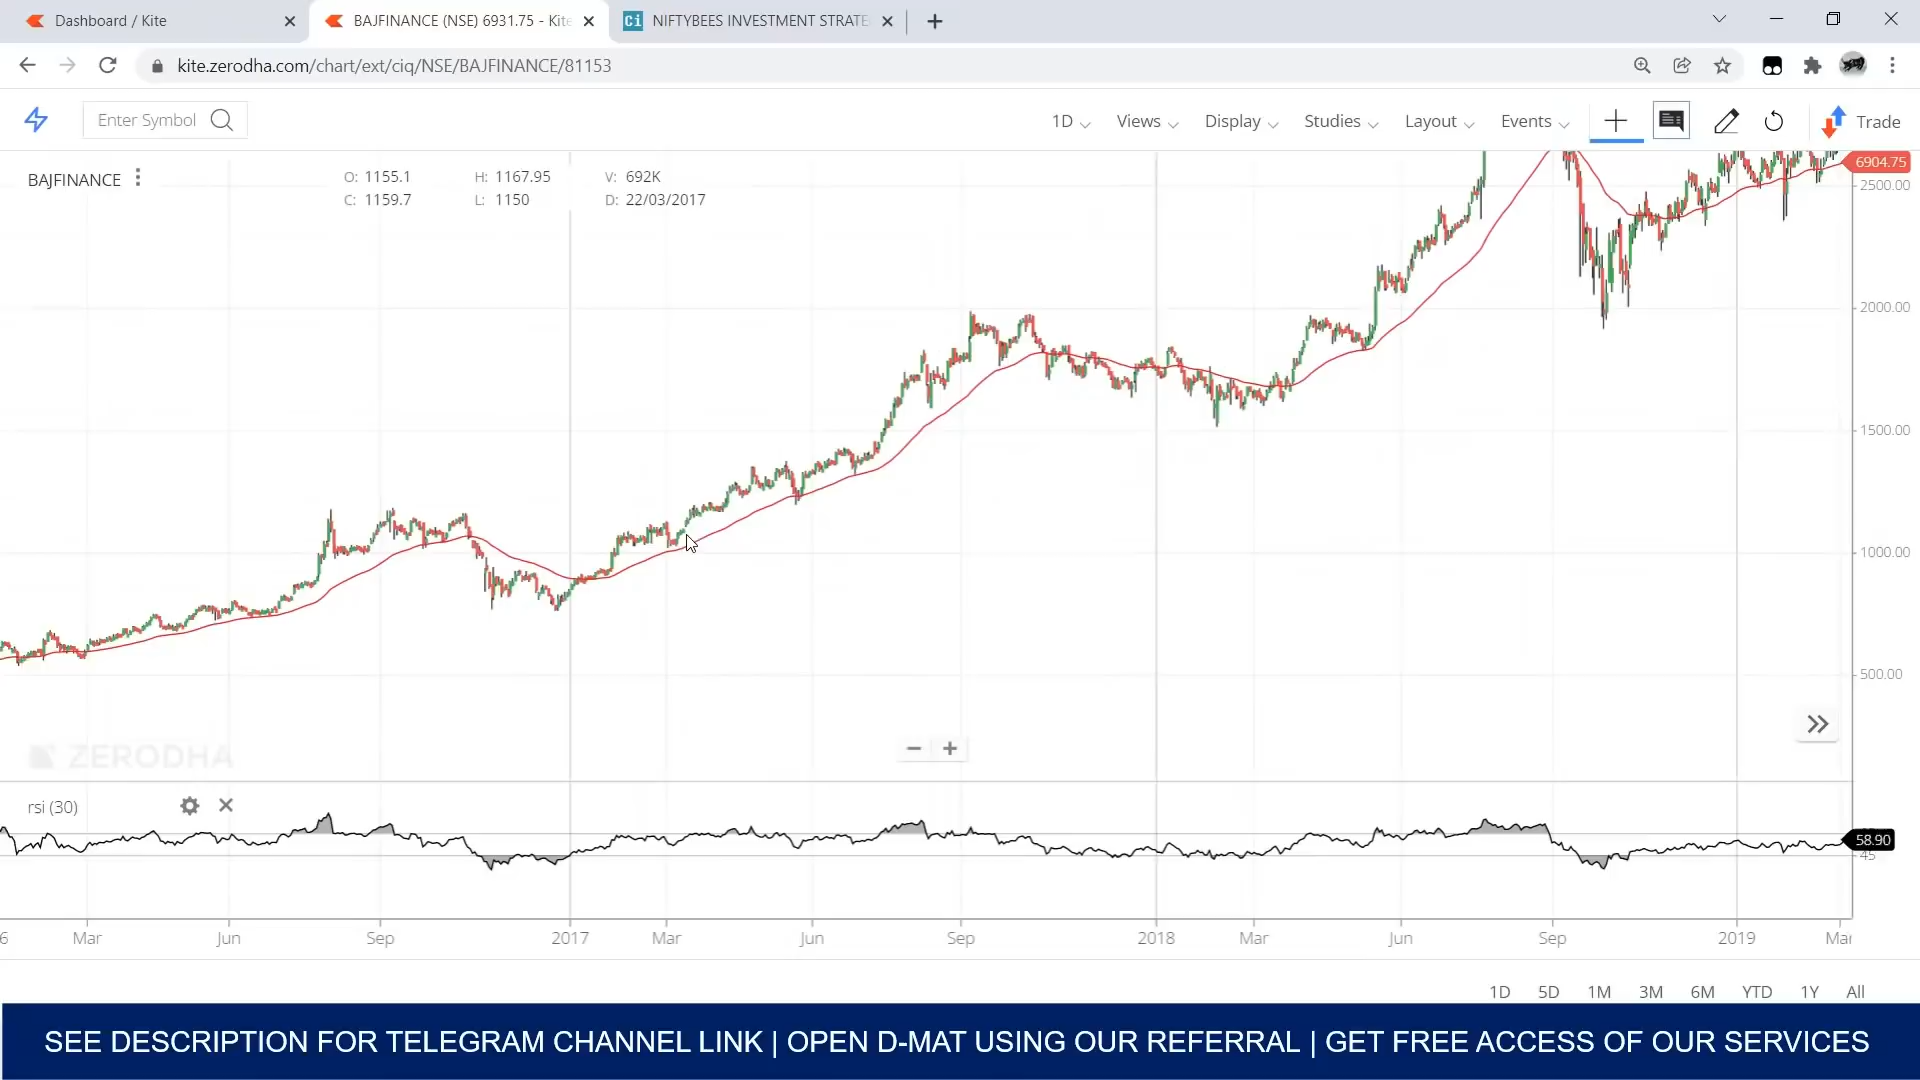 Dashboard / Kite
BAJFINANCE (NSE) 6931.75 - Kite
Ci NIFTYBEES INVESTMENT STRATE
kite.zerodha.com/chart/ext/ciq/NSE/BAJFINANCE/81153
Enter Symbol
1D Views Display Studies Layout Events Trade
BAJFINANCE
O: 1155.1 H: 1167.95 V: 692K
C: 1159.7 L: 1150 D: 22/03/2017
6904.75
2500.00
2000.00
1500.00
1000.00
500.00
ZERODHA
rsi (30)
58.90
45
6 Mar Jun Sep 2017 Mar Jun Sep 2018 Mar Jun Sep 2019 Mar
1D 5D 1M 3M 6M YTD 1Y All
SEE DESCRIPTION FOR TELEGRAM CHANNEL LINK | OPEN D-MAT USING OUR REFERRAL | GET FREE ACCESS OF OUR SERVICES